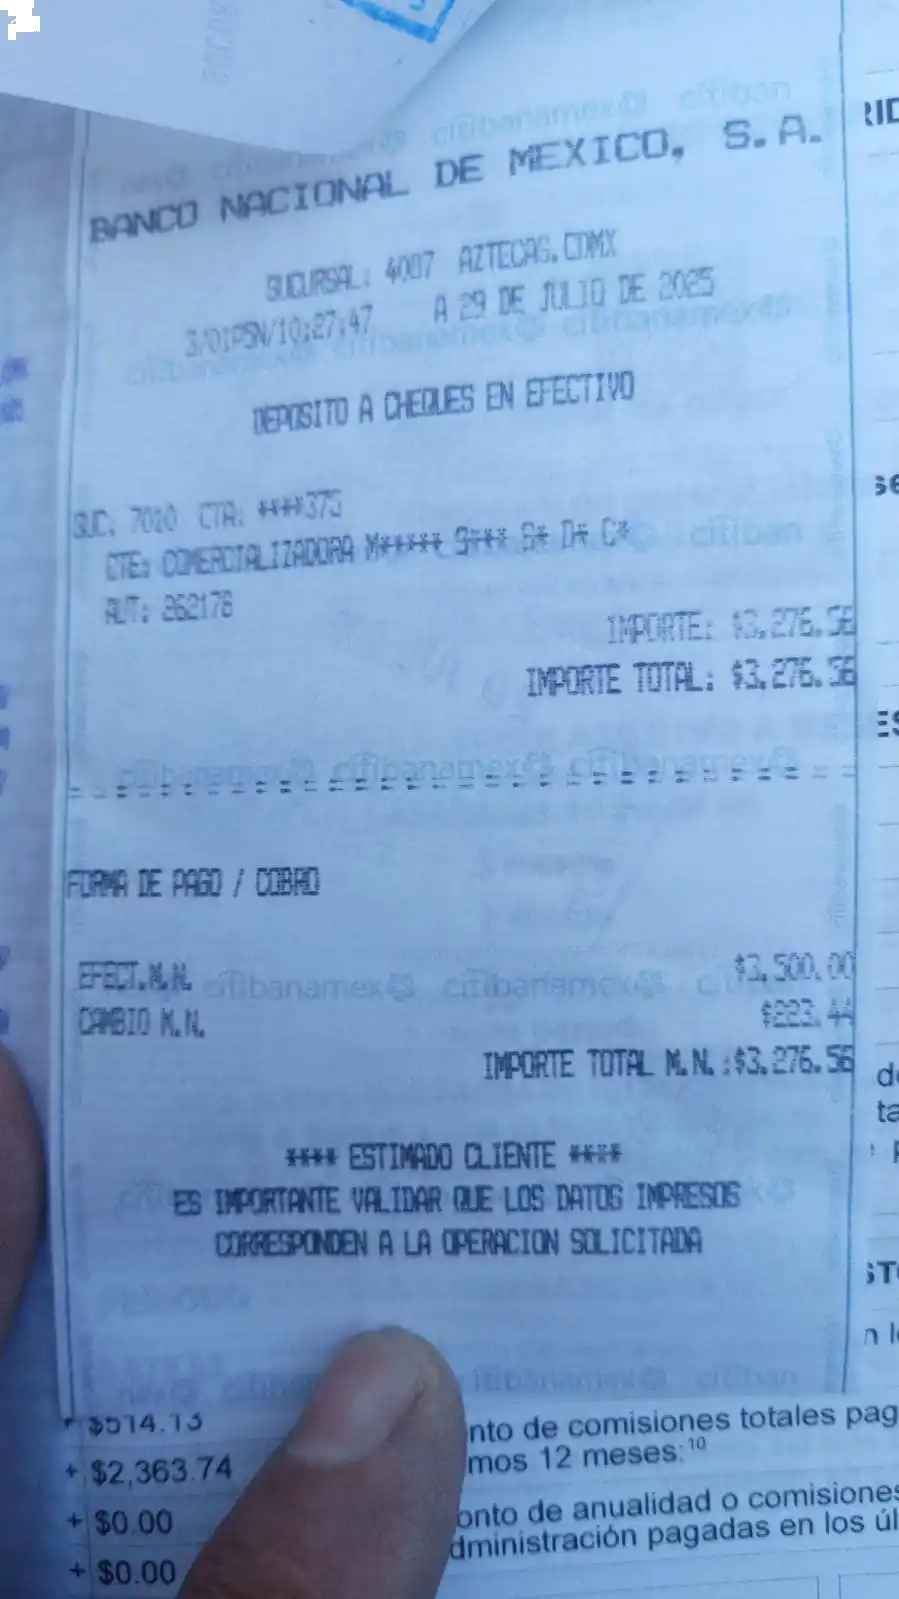 BANCO NACIONAL DE MEXICO, S.A.
SUCURSAL: 4087 AZTECAS.CDMX
3/01PSN/10:27:47 A 29 DE JULIO DE 2025
DEPOSITO A CHEQUES EN EFECTIVO
SUC. 7010 CTA: ****375
CTE: COMERCIALIZADORA M***** S*** S* D* C*
AUT: 262178
IMPORTE: $3,276.56
IMPORTE TOTAL: $3,276.56
FORMA DE PAGO / COBRO
EFECT.M.N. $3,500.00
CAMBIO M.N. $223.44
IMPORTE TOTAL M.N.:$3,276.56
**** ESTIMADO CLIENTE ****
ES IMPORTANTE VALIDAR QUE LOS DATOS IMPRESOS
CORRESPONDEN A LA OPERACION SOLICITADA
+ $514.13
nto de comisiones totales pag
+ $2,363.74
mos 12 meses:10
+ $0.00
onto de anualidad o comisiones
dministración pagadas en los úl
+ $0.00